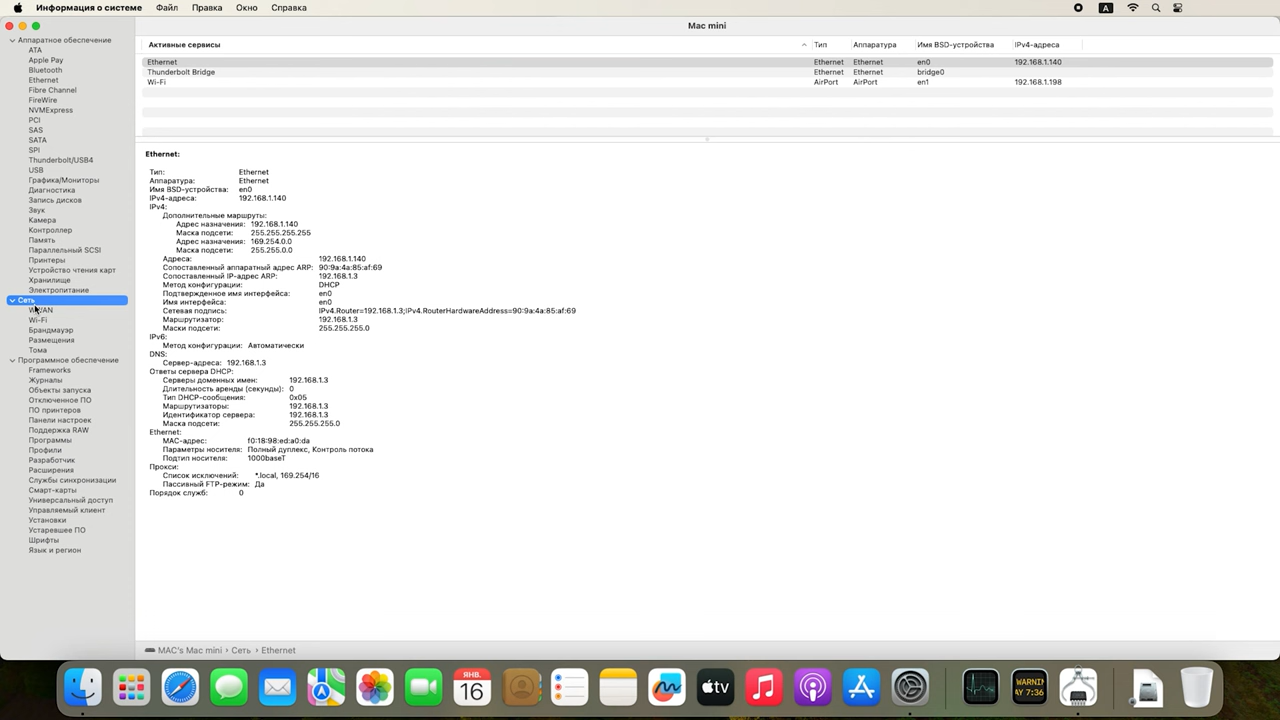 Информация о системе Файл Правка Окно Справка A
Mac mini
Аппаратное обеспечение
ATA
Apple Pay
Bluetooth
Ethernet
Fibre Channel
FireWire
NVMExpress
PCI
SAS
SATA
SPI
Thunderbolt/USB4
USB
Графика/Мониторы
Диагностика
Запись дисков
Звук
Камера
Контроллер
Память
Параллельный SCSI
Принтеры
Устройство чтения карт
Хранилище
Электропитание
Сеть
Wi-Fi
Брандмауэр
Размещения
Тома
Программное обеспечение
Frameworks
Журналы
Объекты запуска
Отключенное ПО
ПО принтеров
Панели настроек
Поддержка RAW
Программы
Профили
Разработчик
Расширения
Службы синхронизации
Смарт-карты
Универсальный доступ
Управляемый клиент
Установки
Устаревшее ПО
Шрифты
Язык и регион
Активные сервисы Тип Аппаратура Имя BSD-устройства IPv4-адреса
Ethernet Ethernet Ethernet en0 192.168.1.140
Thunderbolt Bridge Ethernet Ethernet bridge0
Wi-Fi AirPort AirPort en1 192.168.1.198
Ethernet:
Тип: Ethernet
Аппаратура: Ethernet
Имя BSD-устройства: en0
IPv4-адреса: 192.168.1.140
IPv4:
Дополнительные маршруты:
Адрес назначения: 192.168.1.140
Маска подсети: 255.255.255.255
Адрес назначения: 169.254.0.0
Маска подсети: 255.255.0.0
Адреса: 192.168.1.140
Сопоставленный аппаратный адрес ARP: 90:9a:4a:85:af:69
Сопоставленный IP-адрес ARP: 192.168.1.3
Метод конфигурации: DHCP
Подтвержденное имя интерфейса: en0
Имя интерфейса: en0
Сетевая подпись: IPv4.Router=192.168.1.3;IPv4.RouterHardwareAddress=90:9a:4a:85:af:69
Маршрутизатор: 192.168.1.3
Маски подсети: 255.255.255.0
IPv6:
Метод конфигурации: Автоматически
DNS:
Сервер-адреса: 192.168.1.3
Ответы сервера DHCP:
Серверы доменных имен: 192.168.1.3
Длительность аренды (секунды): 0
Тип DHCP-сообщения: 0x05
Маршрутизаторы: 192.168.1.3
Идентификатор сервера: 192.168.1.3
Маска подсети: 255.255.255.0
Ethernet:
MAC-адрес: f0:18:98:ed:a0:da
Параметры носителя: Полный дуплекс, Контроль потока
Подтип носителя: 1000baseT
Прокси:
Список исключений: *.local, 169.254/16
Пассивный FTP-режим: Да
Порядок служб: 0
MAC's Mac mini › Сеть › Ethernet
ЯНВ.
16
tv
WARNIN
AY 7:36